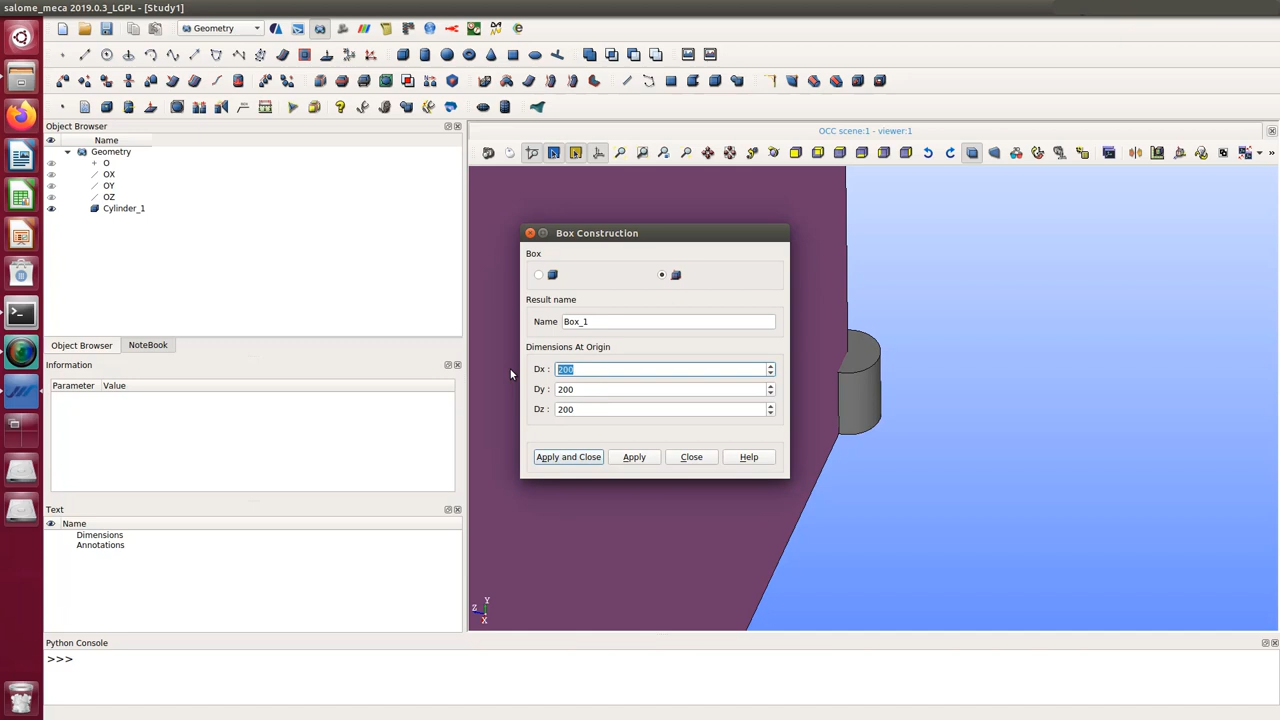 salome_meca 2019.0.3_LGPL - [Study1]
Geometry
Object Browser
Name
Geometry
O
OX
OY
OZ
Cylinder_1
Object Browser
NoteBook
Information
Parameter
Value
Text
Name
Dimensions
Annotations
Python Console
>>>
OCC scene:1 - viewer:1
»
Box Construction
Box
Result name
Name Box_1
Dimensions At Origin
Dx : 200
Dy : 200
Dz : 200
Apply and Close
Apply
Close
Help
Y
Z
X